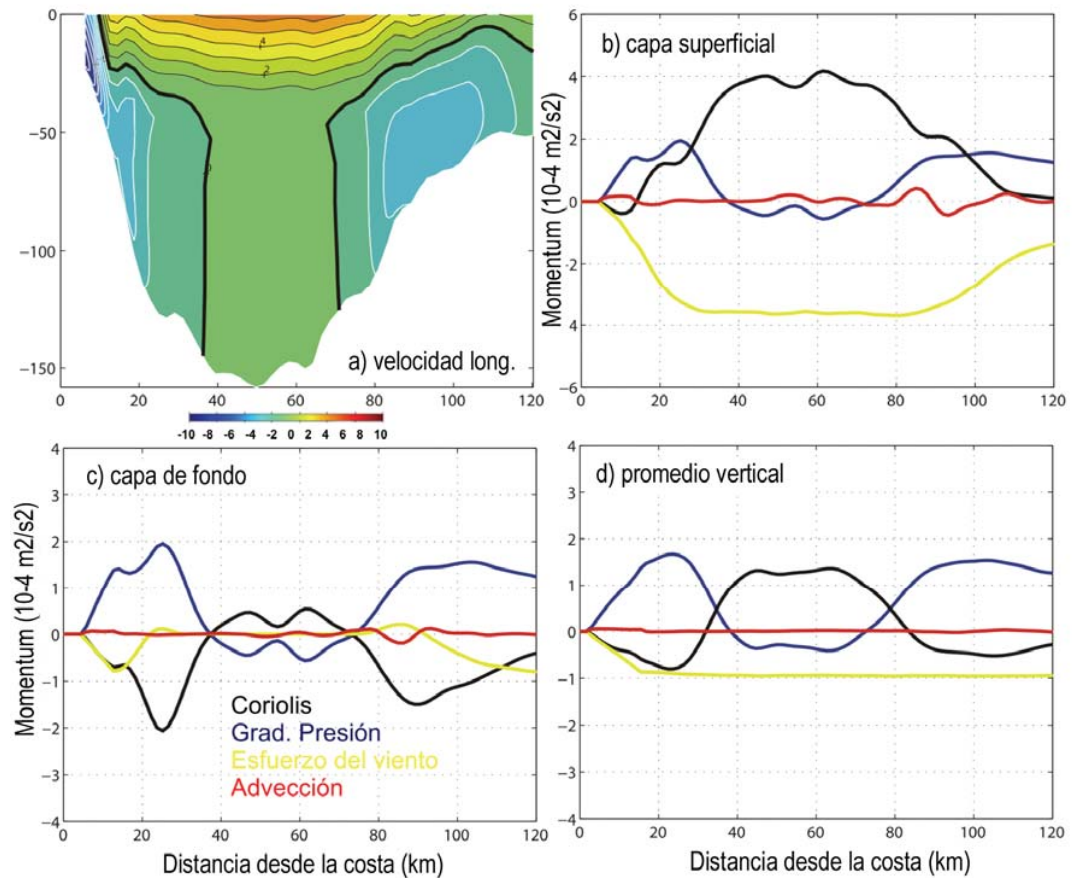 0
-50
-100
-150
4
2
0
a) velocidad long.
0 20 40 60 80 100 120
-10 -8 -6 -4 -2 0 2 4 6 8 10
b) capa superficial
Momentum (10-4 m2/s2)
6
4
2
0
-2
-4
-6
0 20 40 60 80 100 120
c) capa de fondo
Momentum (10-4 m2/s2)
4
3
2
1
0
-1
-2
-3
-4
Coriolis
Grad. Presión
Esfuerzo del viento
Advección
0 20 40 60 80 100 120
Distancia desde la costa (km)
d) promedio vertical
4
3
2
1
0
-1
-2
-3
-4
0 20 40 60 80 100 120
Distancia desde la costa (km)